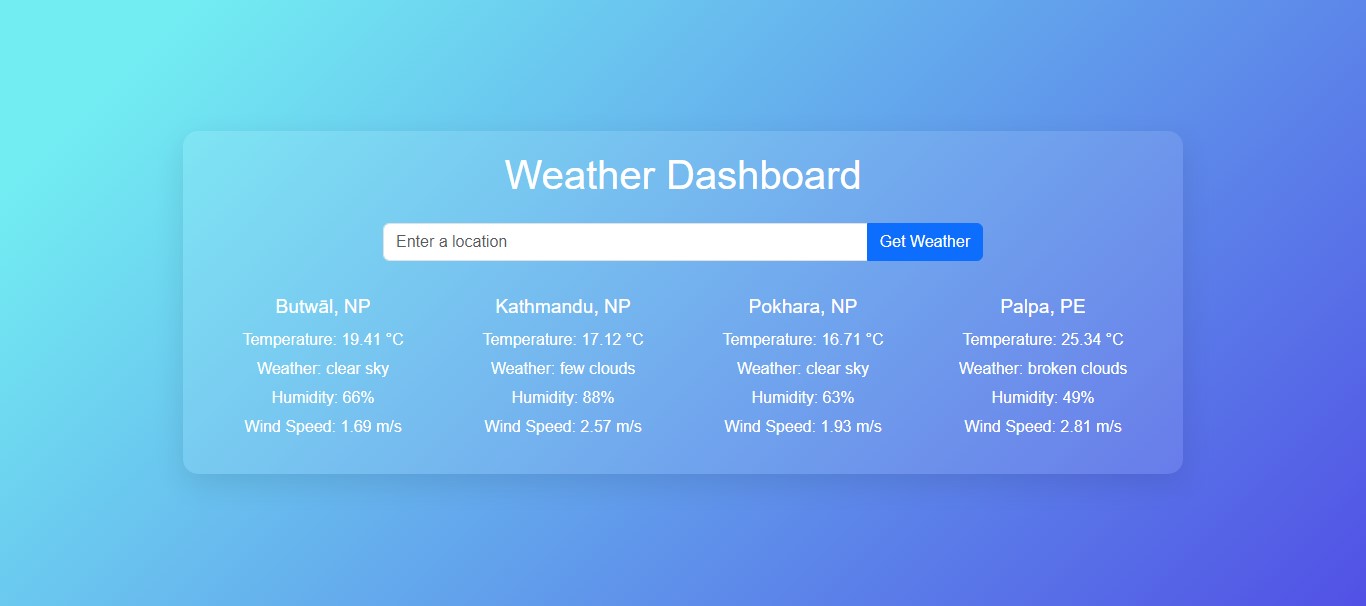 Weather Dashboard
Enter a location
Get Weather
Butwāl, NP
Temperature: 19.41 °C
Weather: clear sky
Humidity: 66%
Wind Speed: 1.69 m/s
Kathmandu, NP
Temperature: 17.12 °C
Weather: few clouds
Humidity: 88%
Wind Speed: 2.57 m/s
Pokhara, NP
Temperature: 16.71 °C
Weather: clear sky
Humidity: 63%
Wind Speed: 1.93 m/s
Palpa, PE
Temperature: 25.34 °C
Weather: broken clouds
Humidity: 49%
Wind Speed: 2.81 m/s